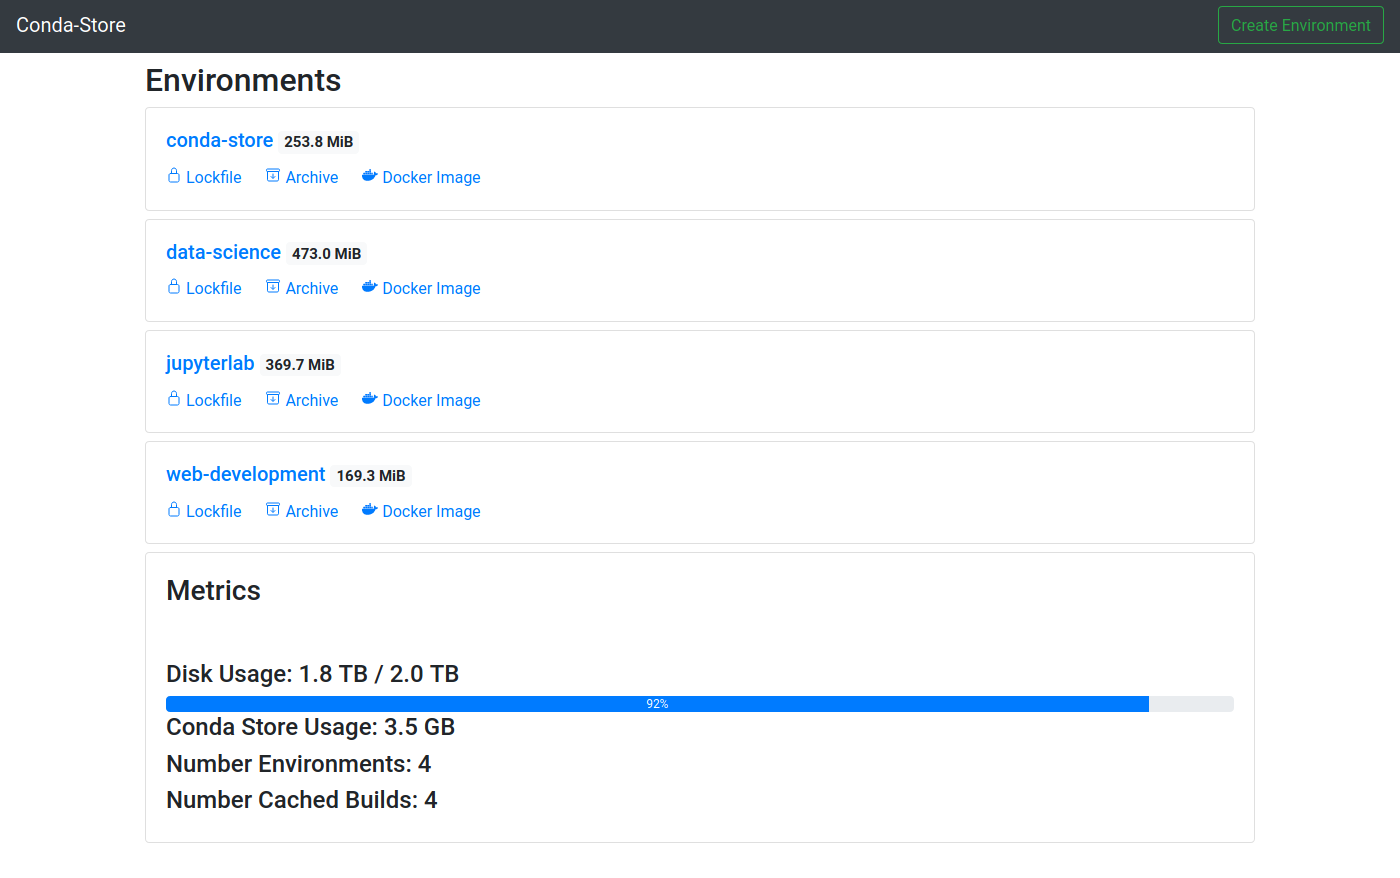 Conda-Store
Create Environment
Environments
conda-store 253.8 MiB
Lockfile Archive Docker Image
data-science 473.0 MiB
Lockfile Archive Docker Image
jupyterlab 369.7 MiB
Lockfile Archive Docker Image
web-development 169.3 MiB
Lockfile Archive Docker Image
Metrics
Disk Usage: 1.8 TB / 2.0 TB
92%
Conda Store Usage: 3.5 GB
Number Environments: 4
Number Cached Builds: 4